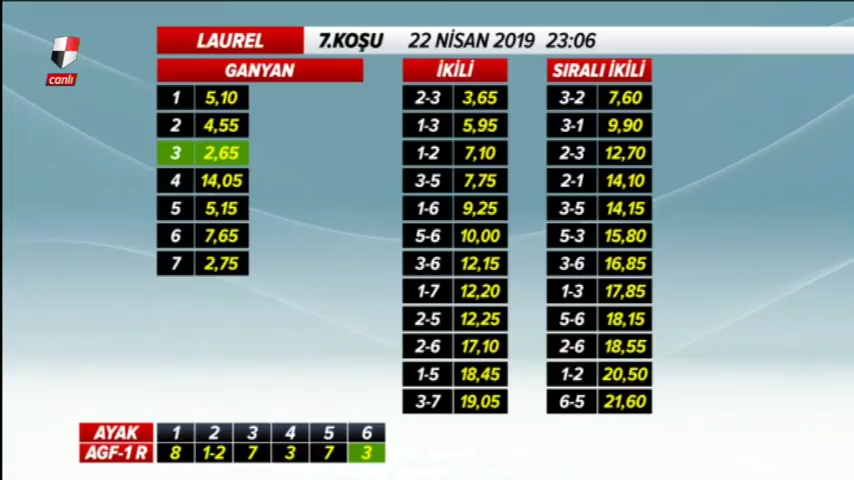 LAUREL 7.KOŞU 22 NİSAN 2019 23:06
canlı
GANYAN İKİLİ SIRALI İKİLİ
1 5,10 2-3 3,65 3-2 7,60
2 4,55 1-3 5,95 3-1 9,90
3 2,65 1-2 7,10 2-3 12,70
4 14,05 3-5 7,75 2-1 14,10
5 5,15 1-6 9,25 3-5 14,15
6 7,65 5-6 10,00 5-3 15,80
7 2,75 3-6 12,15 3-6 16,85
1-7 12,20 1-3 17,85
2-5 12,25 5-6 18,15
2-6 17,10 2-6 18,55
1-5 18,45 1-2 20,50
3-7 19,05 6-5 21,60
AYAK 1 2 3 4 5 6
AGF-1 R 8 1-2 7 3 7 3